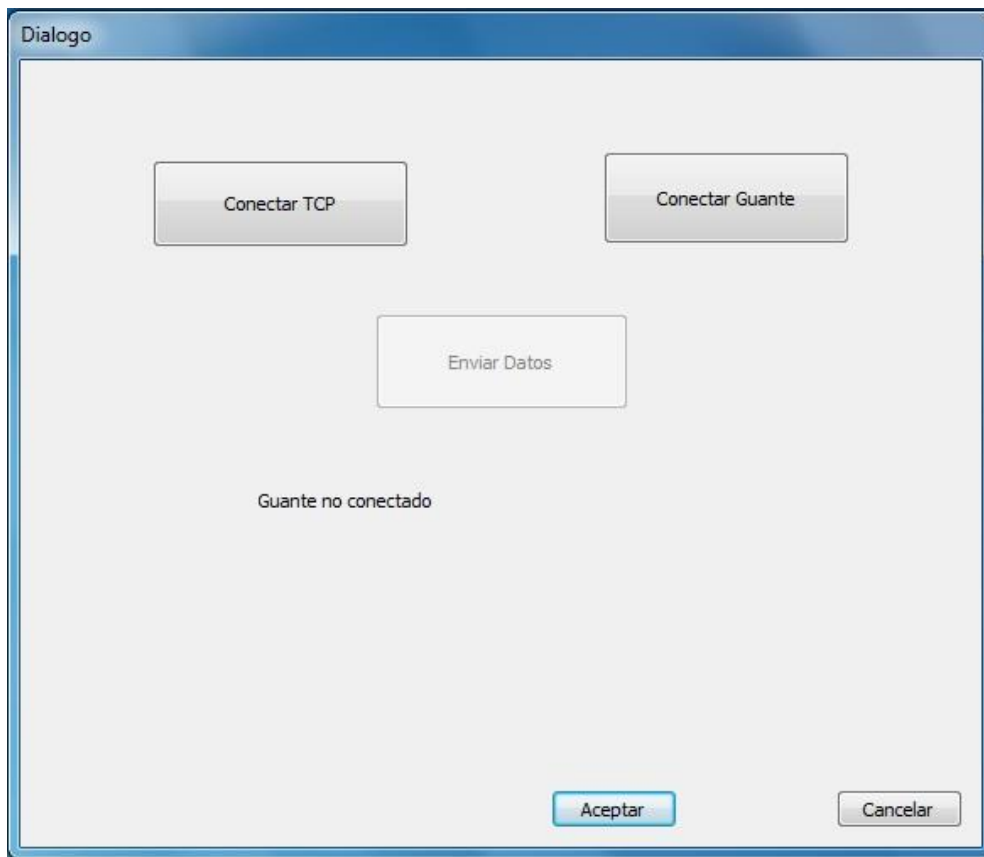 Dialogo
Conectar TCP
Conectar Guante
Enviar Datos
Guante no conectado
Aceptar
Cancelar